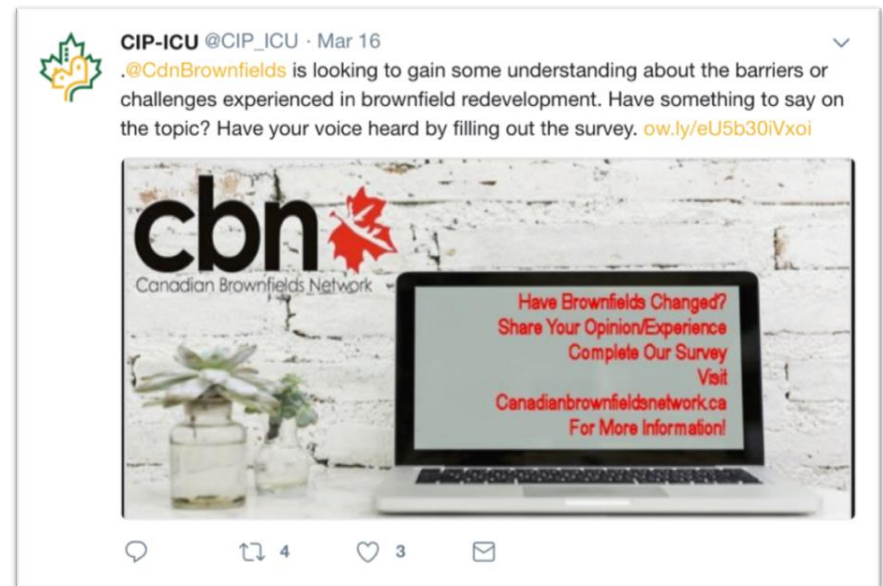 CIP-ICU @CIP_ICU · Mar 16
.@CdnBrownfields is looking to gain some understanding about the barriers or
challenges experienced in brownfield redevelopment. Have something to say on
the topic? Have your voice heard by filling out the survey. ow.ly/eU5b30iVxoi
cbn
Canadian Brownfields Network
Have Brownfields Changed?
Share Your Opinion/Experience
Complete Our Survey
Visit
Canadianbrownfieldsnetwork.ca
For More Information!
4 3